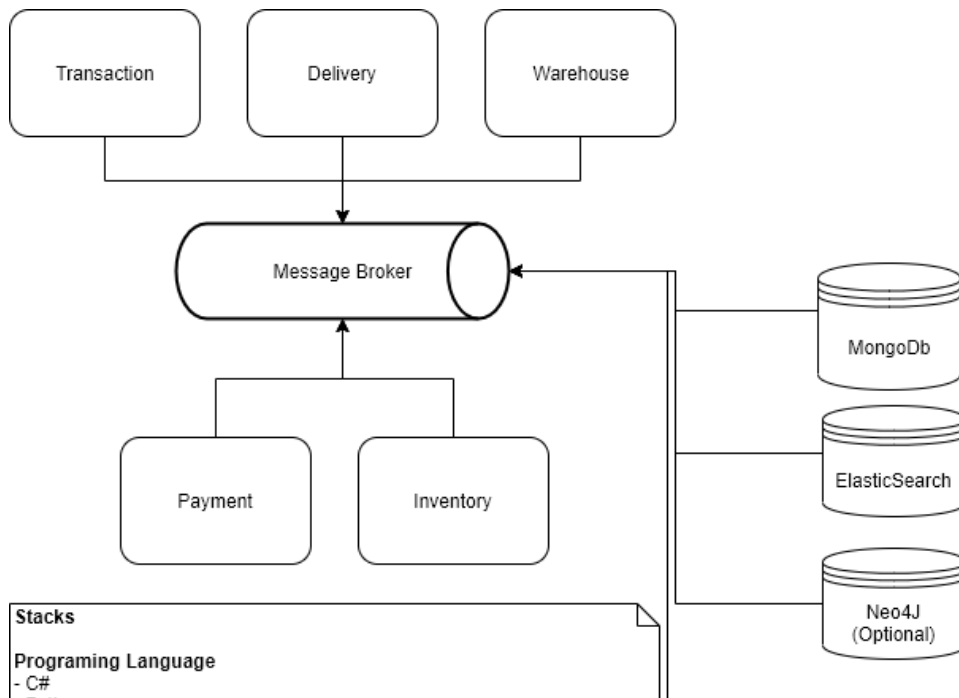 Transaction
Delivery
Warehouse
Message Broker
MongoDb
ElasticSearch
Payment
Inventory
Neo4J
(Optional)
Stacks
Programing Language
- C#